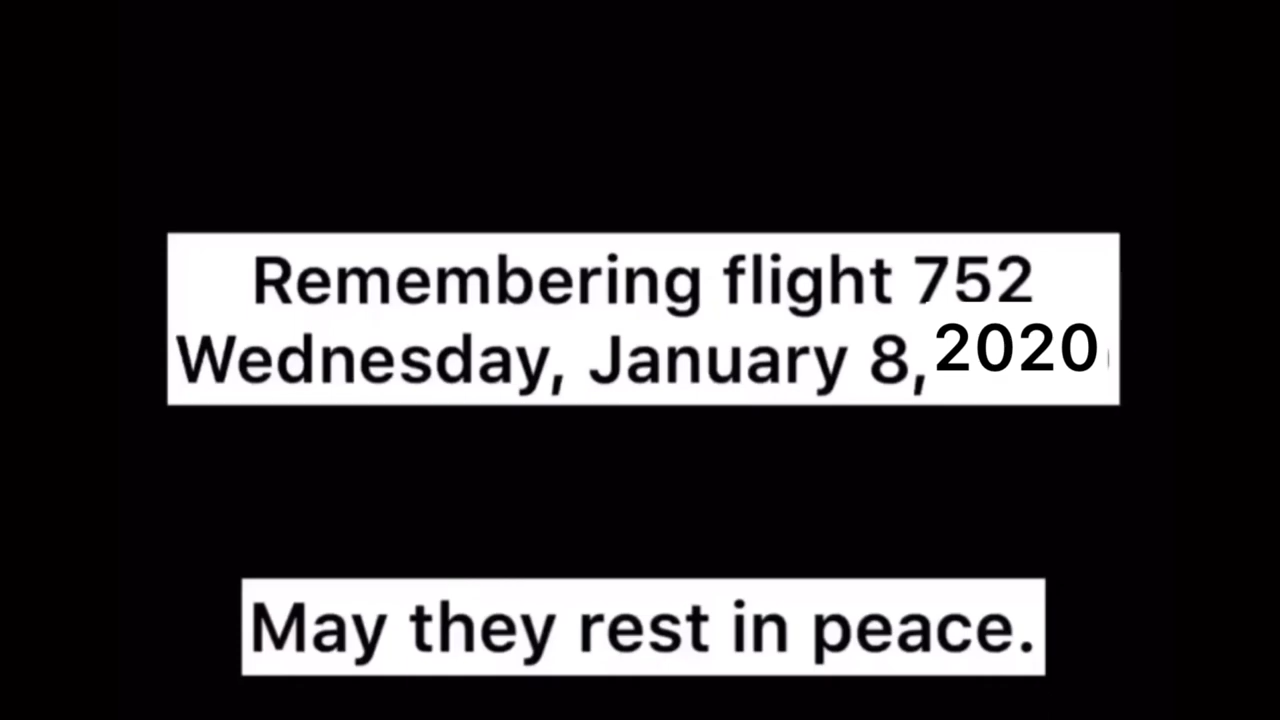 Remembering flight 752
Wednesday, January 8, 2020
May they rest in peace.